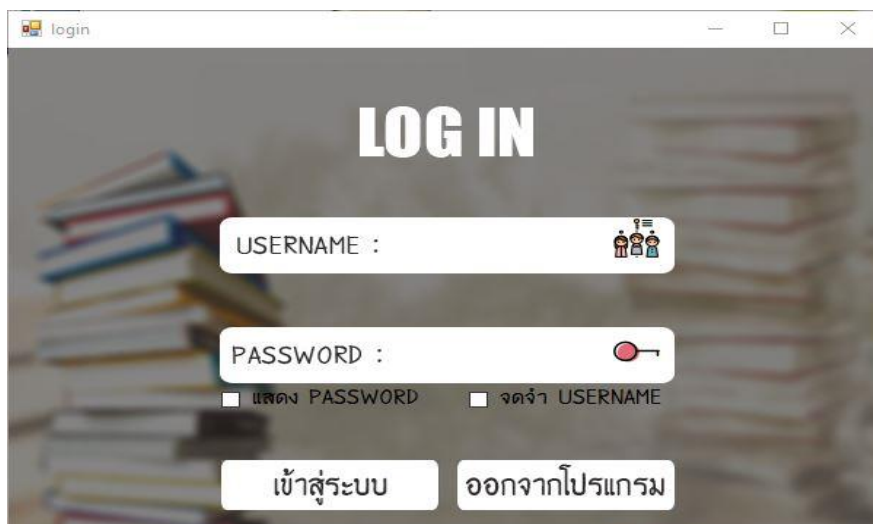 login
LOG IN
USERNAME :
PASSWORD :
แสดง PASSWORD จดจำ USERNAME
เข้าสู่ระบบ ออกจากโปรแกรม